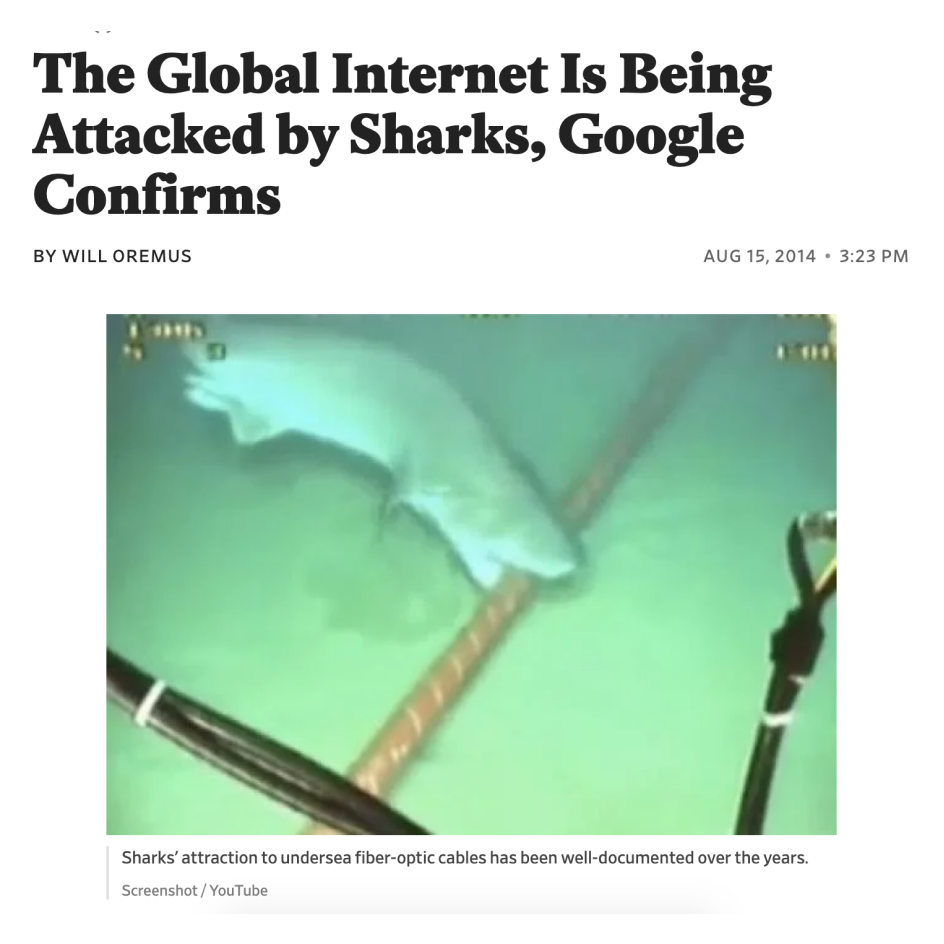 The Global Internet Is Being
Attacked by Sharks, Google
Confirms
BY WILL OREMUS
AUG 15, 2014 • 3:23 PM
Sharks’ attraction to undersea fiber-optic cables has been well-documented over the years.
Screenshot / YouTube